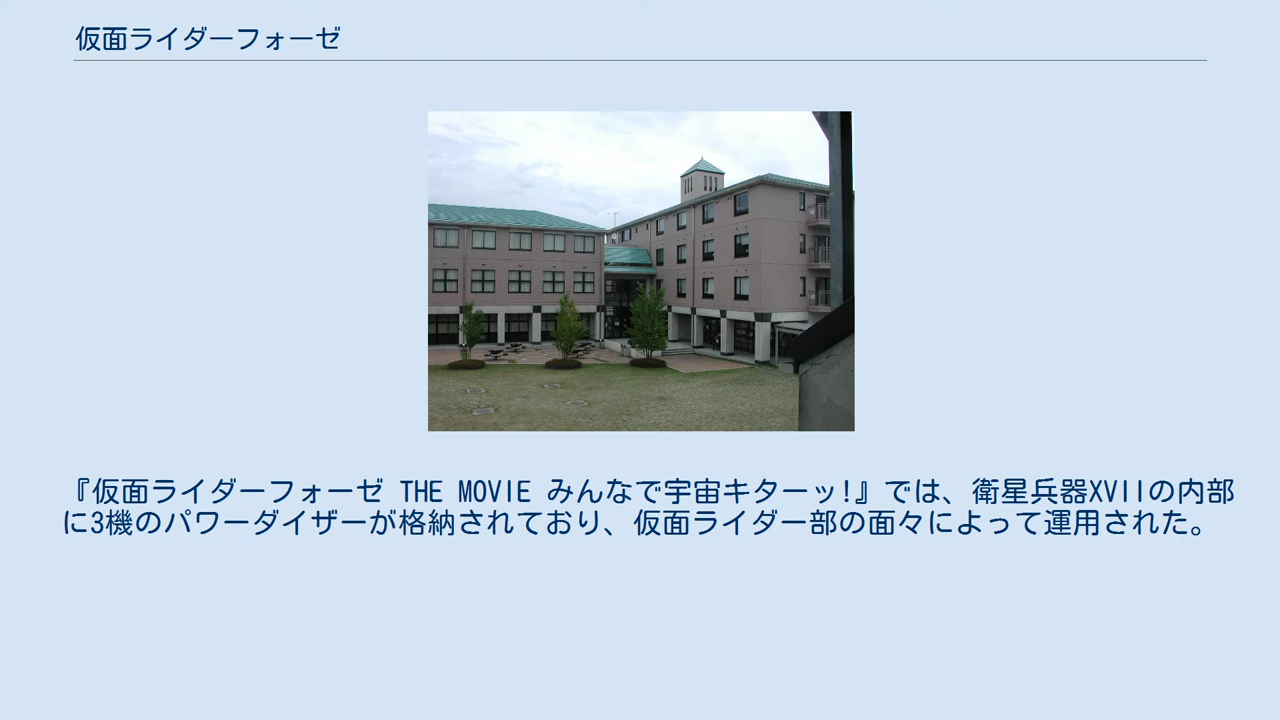 仮面ライダーフォーゼ
『仮面ライダーフォーゼ THE MOVIE みんなで宇宙キターッ!』では、衛星兵器XVIIの内部
に3機のパワーダイザーが格納されており、仮面ライダー部の面々によって運用された。